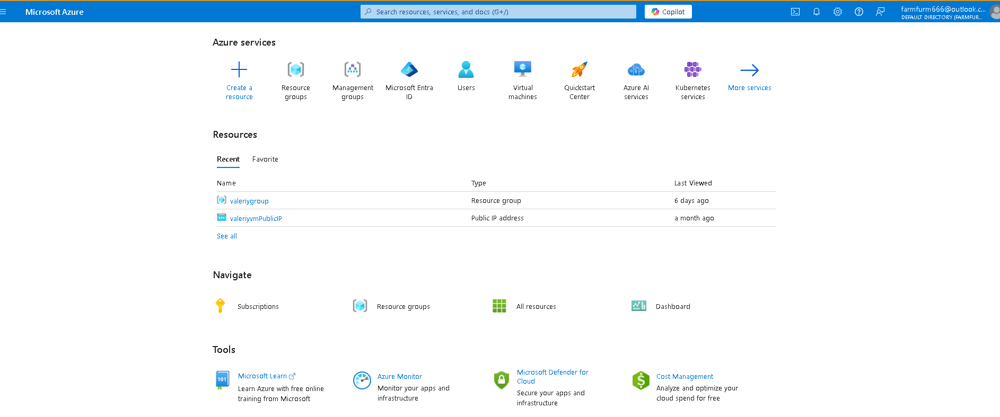 Microsoft Azure
Search resources, services, and docs (G+/)
Copilot
farmfurm666@outlook.c...
DEFAULT DIRECTORY (FARMFUR...
Azure services
Create a resource
Resource groups
Management groups
Microsoft Entra ID
Users
Virtual machines
Quickstart Center
Azure AI services
Kubernetes services
More services
Resources
Recent Favorite
Name Type Last Viewed
valeriygroup Resource group 6 days ago
valeriyvmPublicIP Public IP address a month ago
See all
Navigate
Subscriptions Resource groups All resources Dashboard
Tools
101
Microsoft Learn
Learn Azure with free online
training from Microsoft
Azure Monitor
Monitor your apps and
infrastructure
Microsoft Defender for
Cloud
Secure your apps and
infrastructure
Cost Management
Analyze and optimize your
cloud spend for free